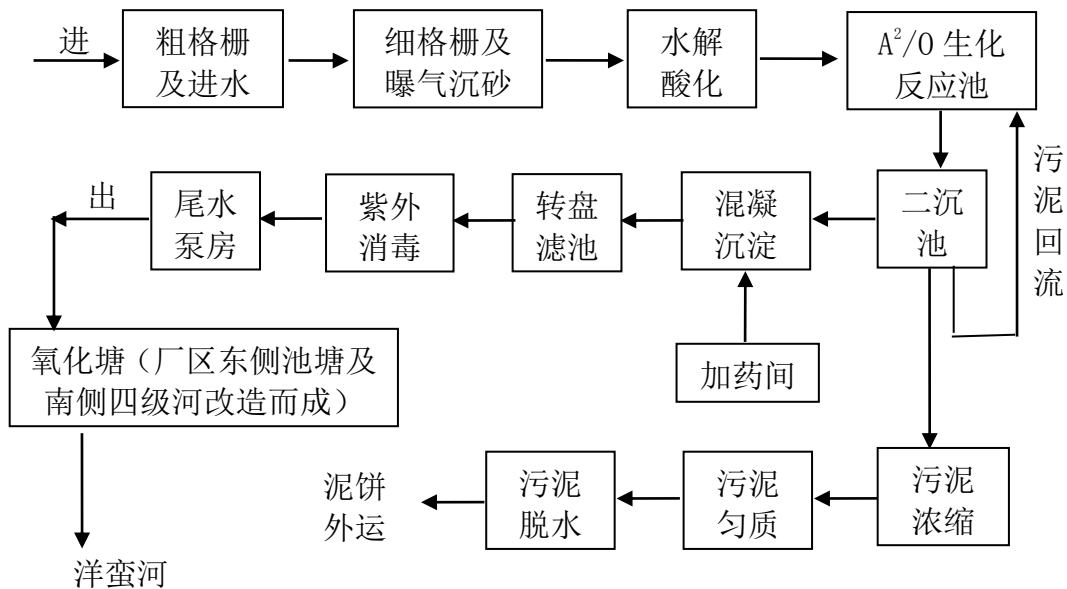 进
粗格栅
及进水
细格栅及
曝气沉砂
水解
酸化
A²/O 生化
反应池
污泥回流
二沉
池
混凝
沉淀
转盘
滤池
紫外
消毒
尾水
泵房
出
氧化塘（厂区东侧池塘及
南侧四级河改造而成）
加药间
污泥
浓缩
污泥
匀质
污泥
脱水
泥饼
外运
洋蛮河